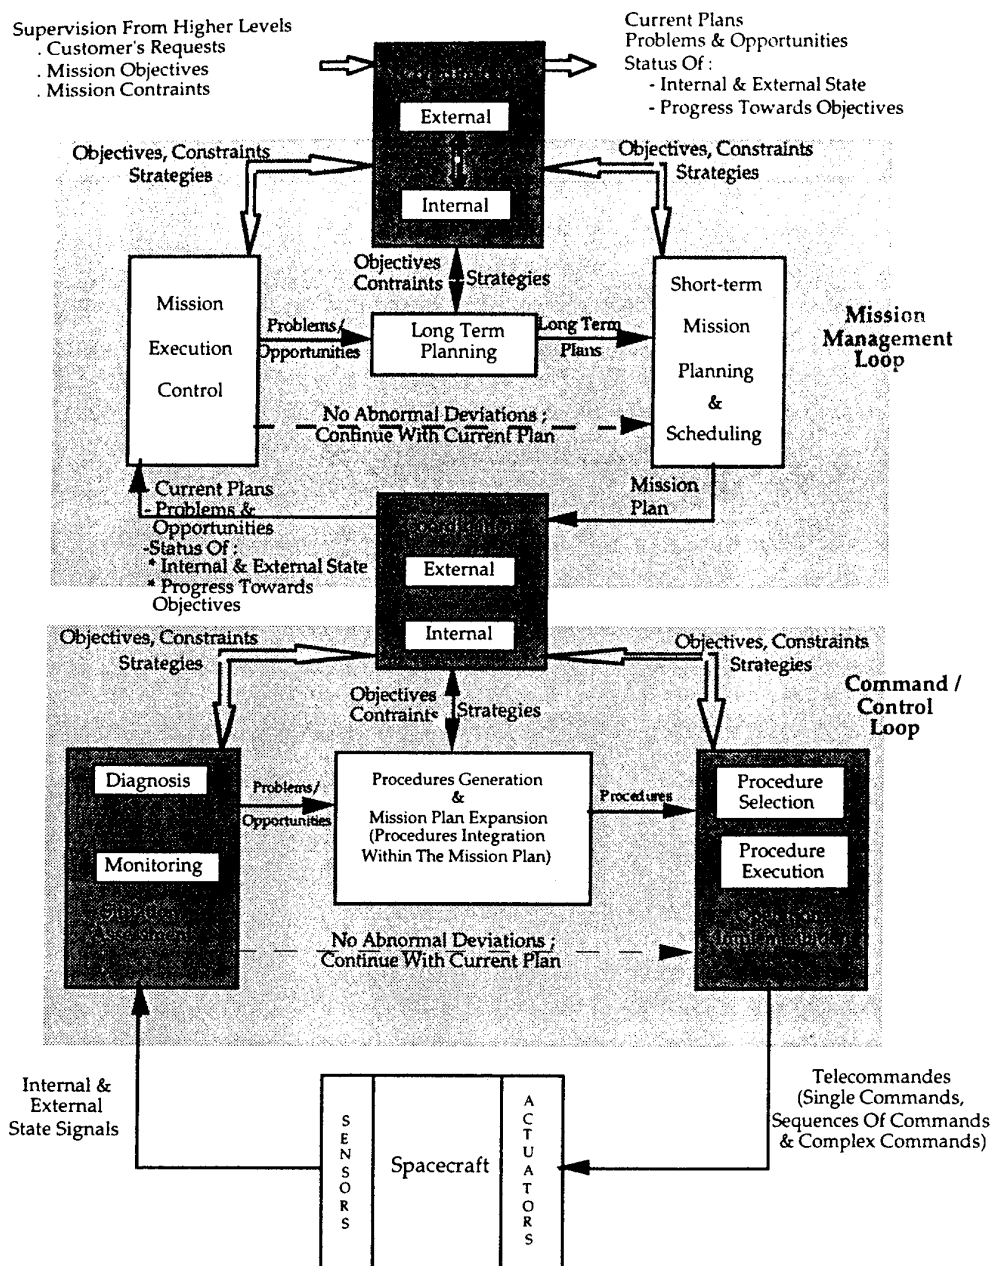 Supervision From Higher Levels
. Customer's Requests
. Mission Objectives
. Mission Contraints
Current Plans
Problems & Opportunities
Status Of :
- Internal & External State
- Progress Towards Objectives
External
Internal
Objectives, Constraints
Strategies
Objectives, Constraints
Strategies
Objectives
Contraints
Strategies
Mission
Execution
Control
Problems/
Opportunities
Long Term
Planning
Long Term
Plans
Short-term
Mission
Planning
&
Scheduling
Mission
Management
Loop
No Abnormal Deviations ;
Continue With Current Plan
- Current Plans
- Problems &
Opportunities
-Status Of :
* Internal & External State
* Progress Towards
Objectives
Mission
Plan
External
Internal
Objectives, Constraints
Strategies
Objectives, Constraints
Strategies
Objectives
Contraints
Strategies
Command /
Control
Loop
Diagnosis
Monitoring
Situation
Assessment
Problems/
Opportunities
Procedures Generation
&
Mission Plan Expansion
(Procedures Integration
Within The Mission Plan)
Procedures
Procedure
Selection
Procedure
Execution
No Abnormal Deviations ;
Continue With Current Plan
Internal &
External
State Signals
SENSORS
Spacecraft
ACTUATORS
Telecommandes
(Single Commands,
Sequences Of Commands
& Complex Commands)